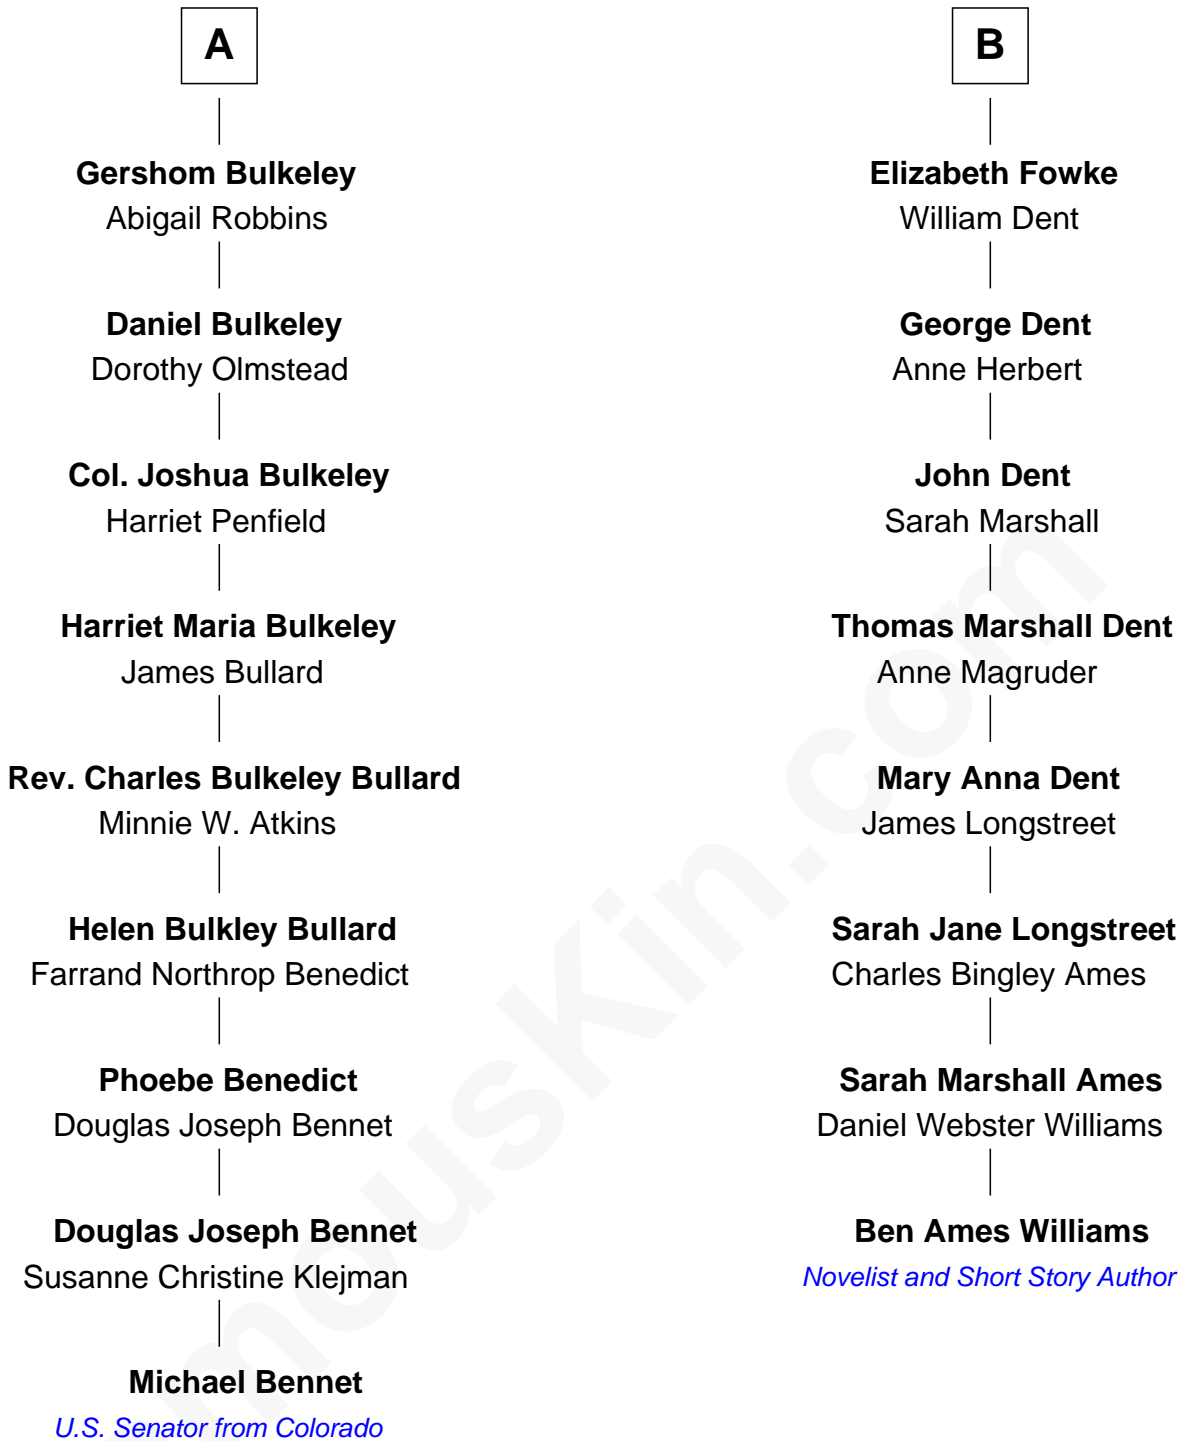 A
Gershom Bulkeley
Abigail Robbins
Daniel Bulkeley
Dorothy Olmstead
Col. Joshua Bulkeley
Harriet Penfield
Harriet Maria Bulkeley
James Bullard
Rev. Charles Bulkeley Bullard
Minnie W. Atkins
Helen Bulkley Bullard
Farrand Northrop Benedict
Phoebe Benedict
Douglas Joseph Bennet
Douglas Joseph Bennet
Susanne Christine Klejman
Michael Bennet
U.S. Senator from Colorado
B
Elizabeth Fowke
William Dent
George Dent
Anne Herbert
John Dent
Sarah Marshall
Thomas Marshall Dent
Anne Magruder
Mary Anna Dent
James Longstreet
Sarah Jane Longstreet
Charles Bingley Ames
Sarah Marshall Ames
Daniel Webster Williams
Ben Ames Williams
Novelist and Short Story Author
mousKin.com